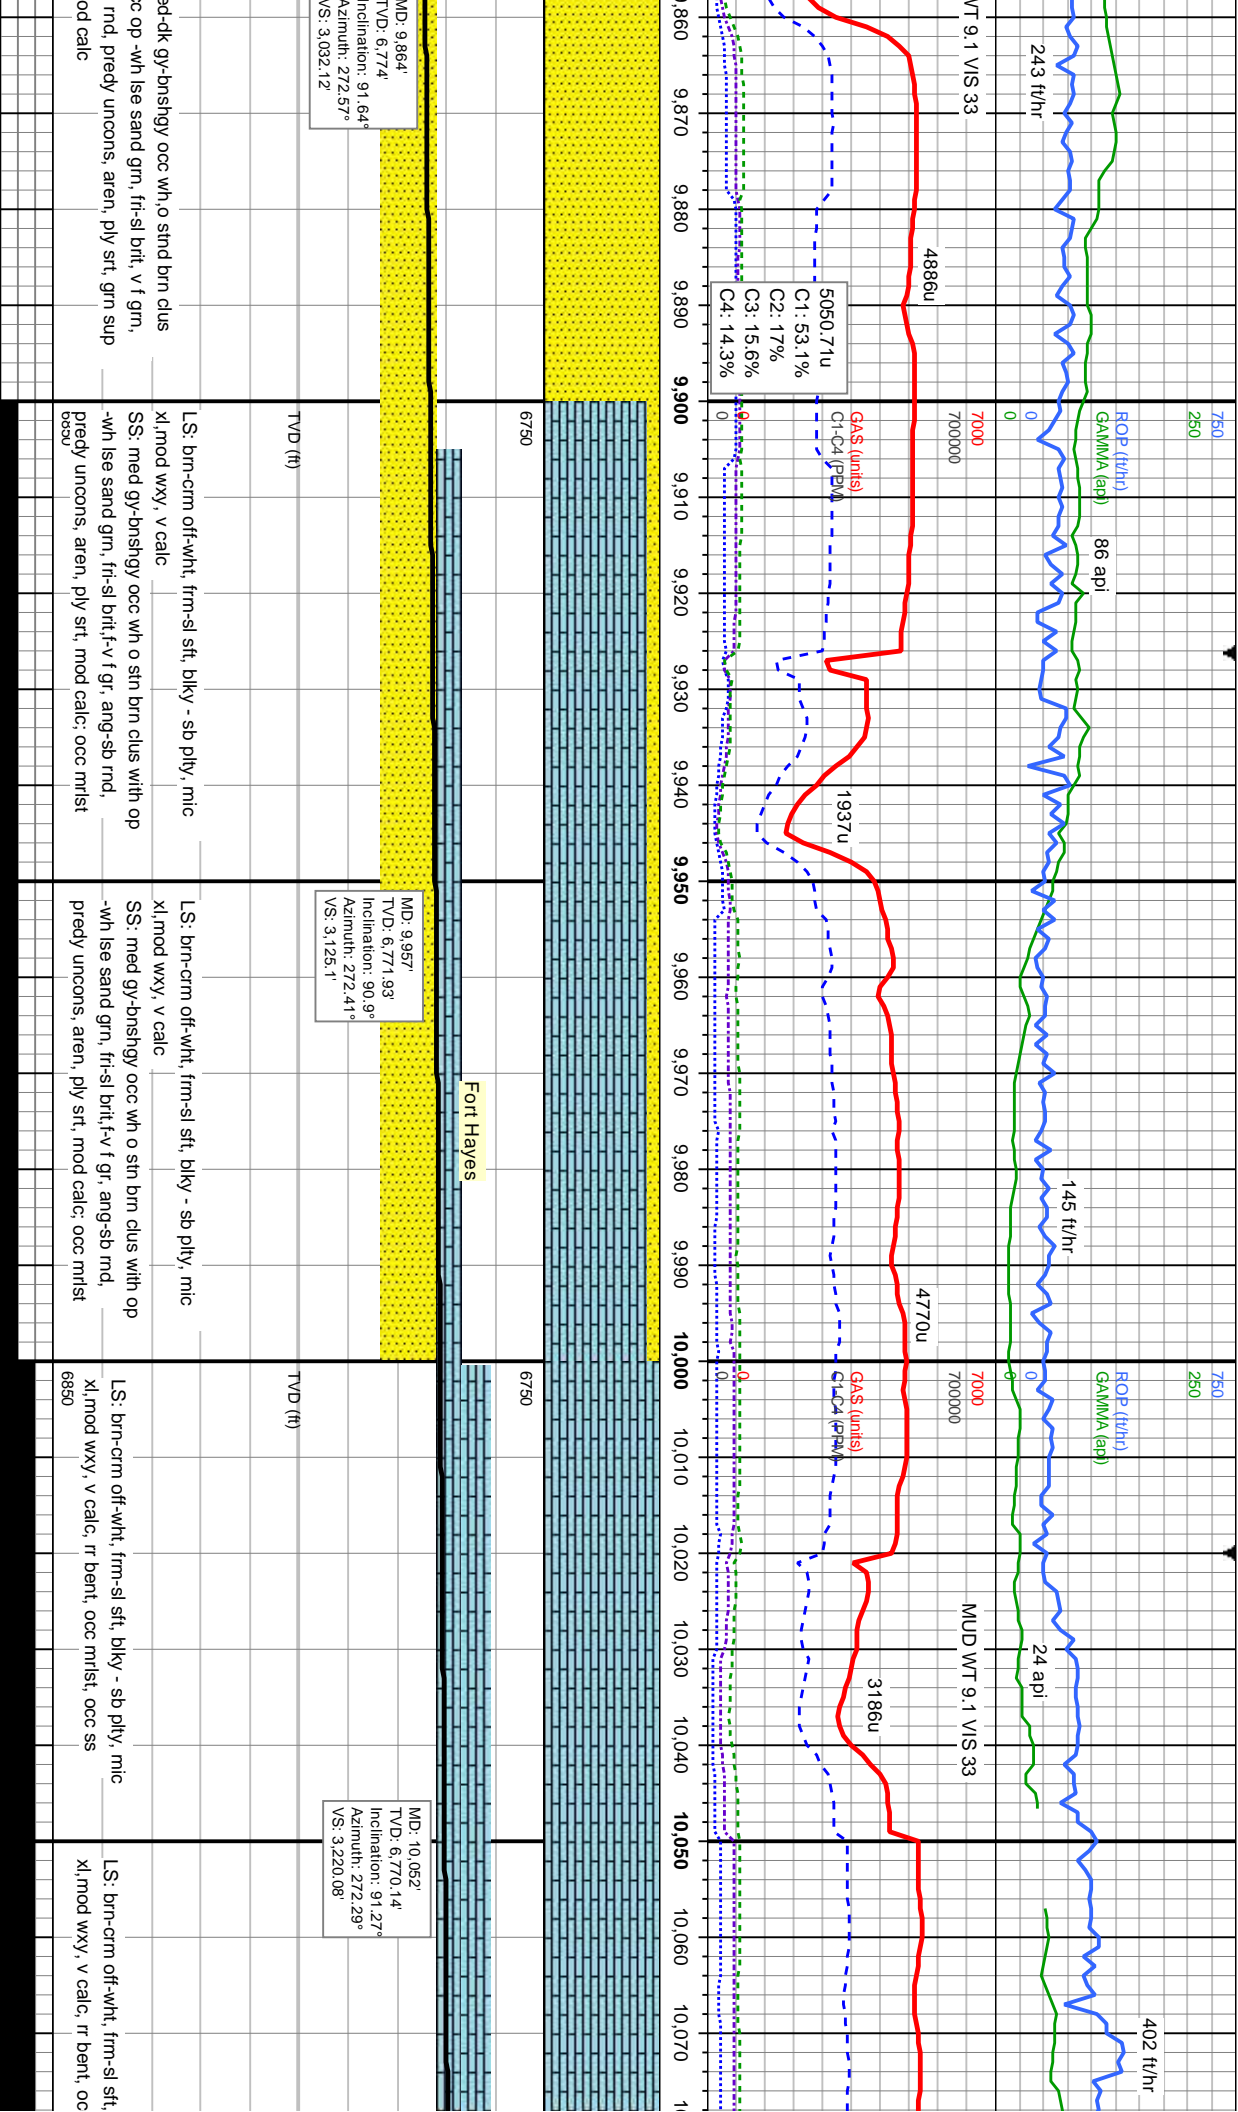 750
250
ROP (ft/hr)
GAMMA (api)
0
0
7000
700000
GAS (units)
C1-C4 (PPM)
0
0
750
250
ROP (ft/hr)
GAMMA (api)
0
0
7000
700000
GAS (units)
C1-C4 (PPM)
0
0
243 ft/hr
86 api
145 ft/hr
24 api
402 ft/hr
WT 9.1 VIS 33
MUD WT 9.1 VIS 33
4886u
1937u
4770u
3186u
5050.71u
C1: 53.1%
C2: 17%
C3: 15.6%
C4: 14.3%
9,860
9,870
9,880
9,890
9,900
9,910
9,920
9,930
9,940
9,950
9,960
9,970
9,980
9,990
10,000
10,010
10,020
10,030
10,040
10,050
10,060
10,070
6750
6750
Fort Hayes
MD: 9,864'
TVD: 6,774'
Inclination: 91.64°
Azimuth: 272.57°
VS: 3,032.12'
MD: 9,957'
TVD: 6,771.93'
Inclination: 90.9°
Azimuth: 272.41°
VS: 3,125.1'
MD: 10,052'
TVD: 6,770.14'
Inclination: 91.27°
Azimuth: 272.29°
VS: 3,220.08'
TVD (ft)
TVD (ft)
6850
6850
ed-dk gy-bnshgy occ wh,o stnd brn clus
c op -wh lse sand grn, fri-sl brit, v f grn,
rnd, predy uncons, aren, ply srt, grn sup
od calc
LS: brn-crm off-wht, frm-sl sft, blky - sb plty, mic
xl,mod wxy, v calc
SS: med gy-bnshgy occ wh o stn brn clus with op
-wh lse sand grn, fri-sl brit,f-v f gr, ang-sb rnd,
predy uncons, aren, ply srt, mod calc; occ mrlst
LS: brn-crm off-wht, frm-sl sft, blky - sb plty, mic
xl,mod wxy, v calc
SS: med gy-bnshgy occ wh o stn brn clus with op
-wh lse sand grn, fri-sl brit,f-v f gr, ang-sb rnd,
predy uncons, aren, ply srt, mod calc; occ mrlst
LS: brn-crm off-wht, frm-sl sft, blky - sb plty, mic
xl,mod wxy, v calc, rr bent, occ mrlst, occ ss
LS: brn-crm off-wht, frm-sl sft,
xl,mod wxy, v calc, rr bent, oc